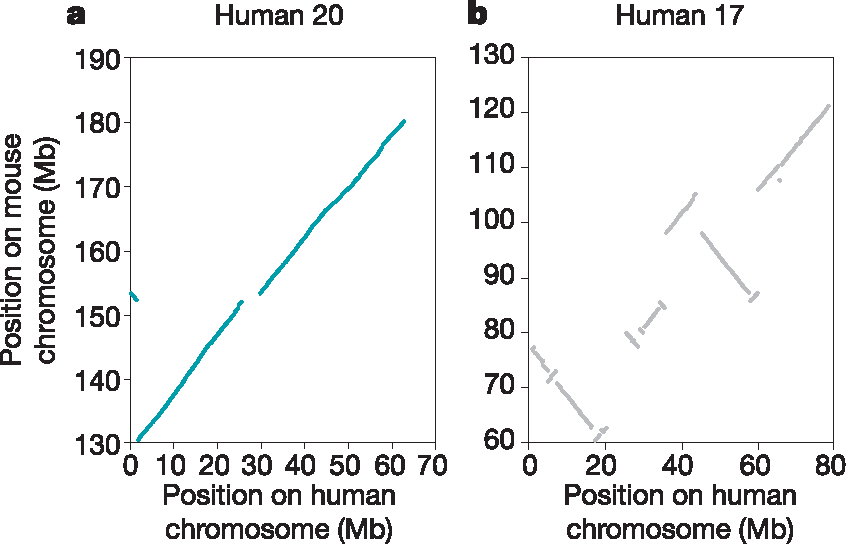 a
Human 20
190
180
170
160
150
140
130
0 10 20 30 40 50 60 70
Position on mouse
chromosome (Mb)
Position on human
chromosome (Mb)
b
Human 17
130
120
110
100
90
80
70
60
0 20 40 60 80
Position on human
chromosome (Mb)